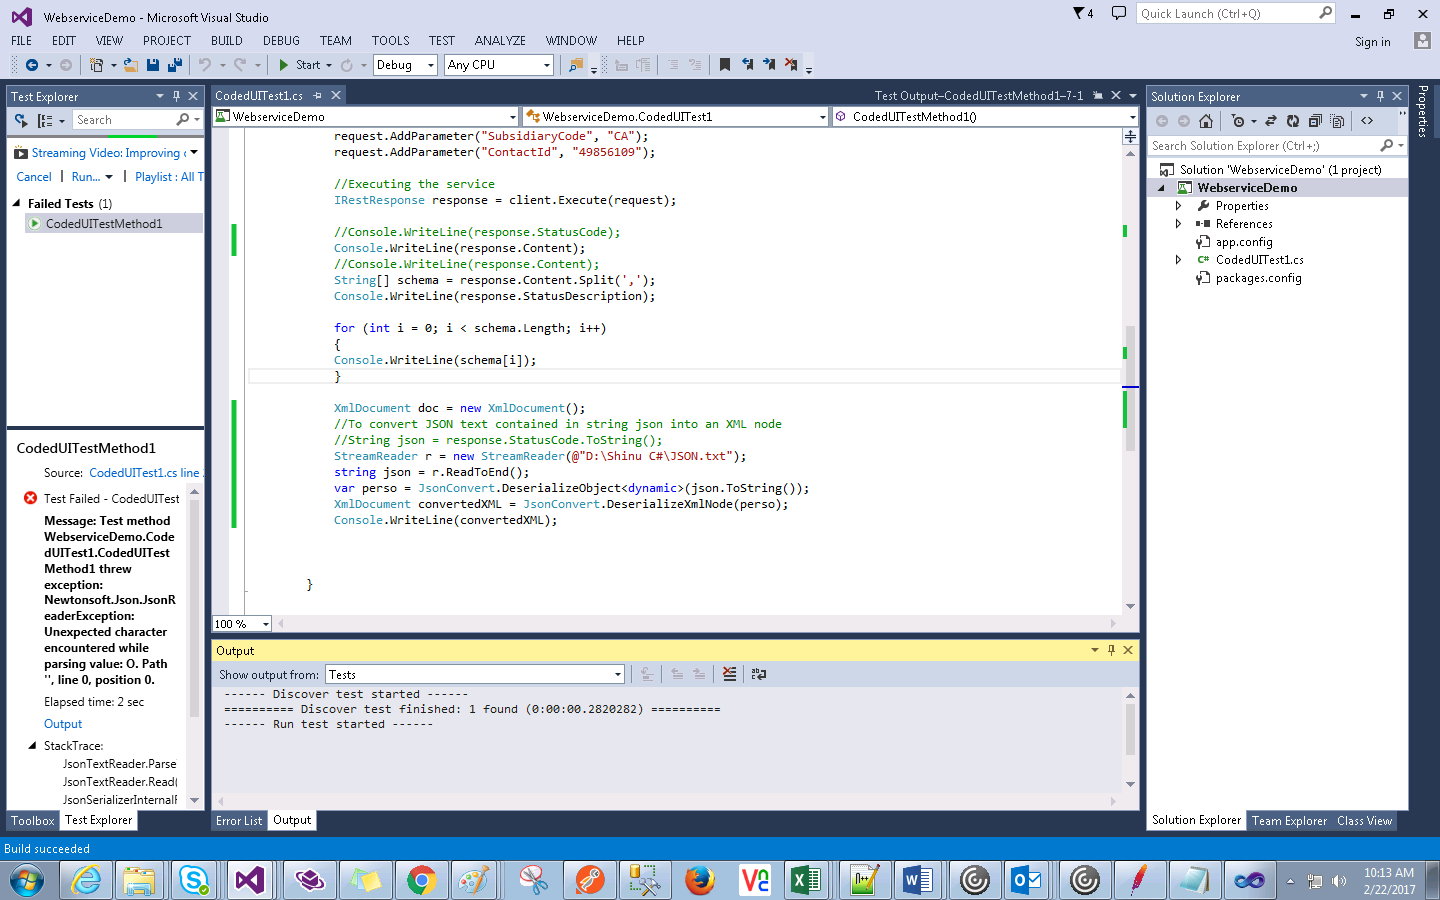 WebserviceDemo - Microsoft Visual Studio
4
Quick Launch (Ctrl+Q)
FILE EDIT VIEW PROJECT BUILD DEBUG TEAM TOOLS TEST ANALYZE WINDOW HELP
Sign in
Start Debug Any CPU
Test Explorer
Search
Streaming Video: Improving
Cancel | Run... | Playlist : All T
Failed Tests (1)
CodedUITestMethod1
CodedUITestMethod1
Source: CodedUITest1.cs line
Test Failed - CodedUITest
Message: Test method
WebserviceDemo.Code
dUITest1.CodedUITest
Method1 threw
exception:
Newtonsoft.Json.JsonR
eaderException:
Unexpected character
encountered while
parsing value: O. Path
'', line 0, position 0.
Elapsed time: 2 sec
Output
StackTrace:
JsonTextReader.Parse
JsonTextReader.Read(
JsonSerializerInternalF
Toolbox Test Explorer
CodedUITest1.cs
Test Output–CodedUITestMethod1–7-1
WebserviceDemo
WebserviceDemo.CodedUITest1
CodedUITestMethod1()
request.AddParameter("SubsidiaryCode", "CA");
request.AddParameter("ContactId", "49856109");
//Executing the service
IRestResponse response = client.Execute(request);
//Console.WriteLine(response.StatusCode);
Console.WriteLine(response.Content);
//Console.WriteLine(response.Content);
String[] schema = response.Content.Split(',');
Console.WriteLine(response.StatusDescription);
for (int i = 0; i < schema.Length; i++)
{
Console.WriteLine(schema[i]);
}
XmlDocument doc = new XmlDocument();
//To convert JSON text contained in string json into an XML node
//String json = response.StatusCode.ToString();
StreamReader r = new StreamReader(@"D:\Shinu C#\JSON.txt");
string json = r.ReadToEnd();
var perso = JsonConvert.DeserializeObject<dynamic>(json.ToString());
XmlDocument convertedXML = JsonConvert.DeserializeXmlNode(perso);
Console.WriteLine(convertedXML);
}
100 %
Output
Show output from: Tests
------ Discover test started ------
========== Discover test finished: 1 found (0:00:00.2820282) ==========
------ Run test started ------
Error List Output
Solution Explorer
Search Solution Explorer (Ctrl+;)
Solution 'WebserviceDemo' (1 project)
WebserviceDemo
Properties
References
app.config
C# CodedUITest1.cs
packages.config
Solution Explorer Team Explorer Class View
Properties
Build succeeded
10:13 AM
2/22/2017